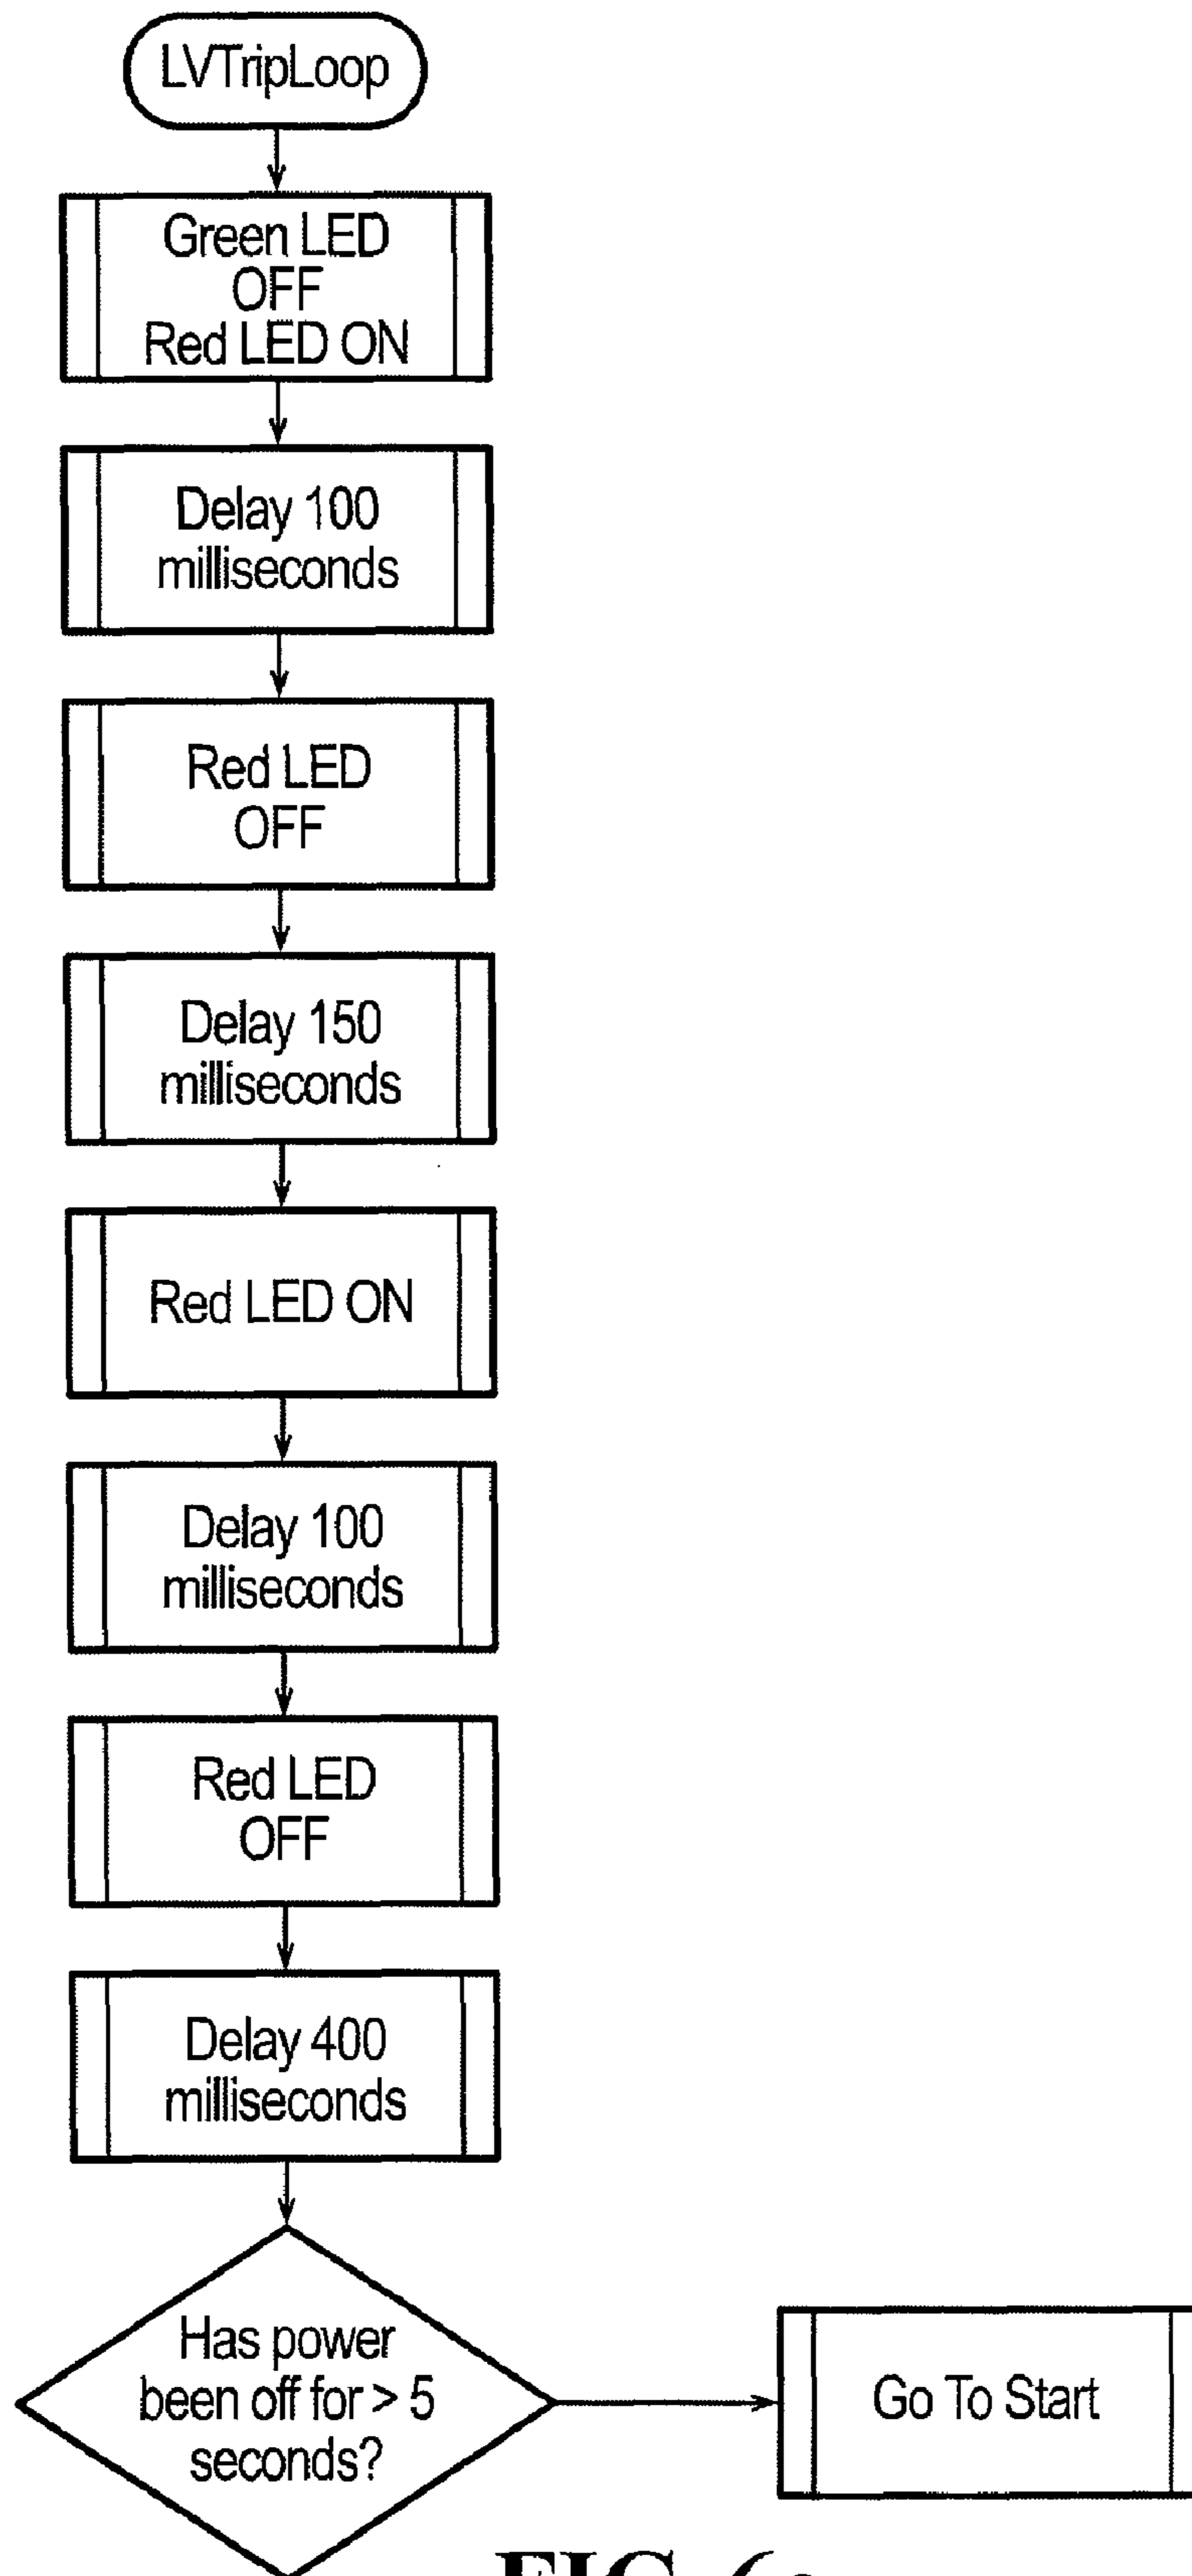 LVTripLoop
Green LED
OFF
Red LED ON
Delay 100
milliseconds
Red LED
OFF
Delay 150
milliseconds
Red LED ON
Delay 100
milliseconds
Red LED
OFF
Delay 400
milliseconds
Has power
been off for > 5
seconds?
Go To Start